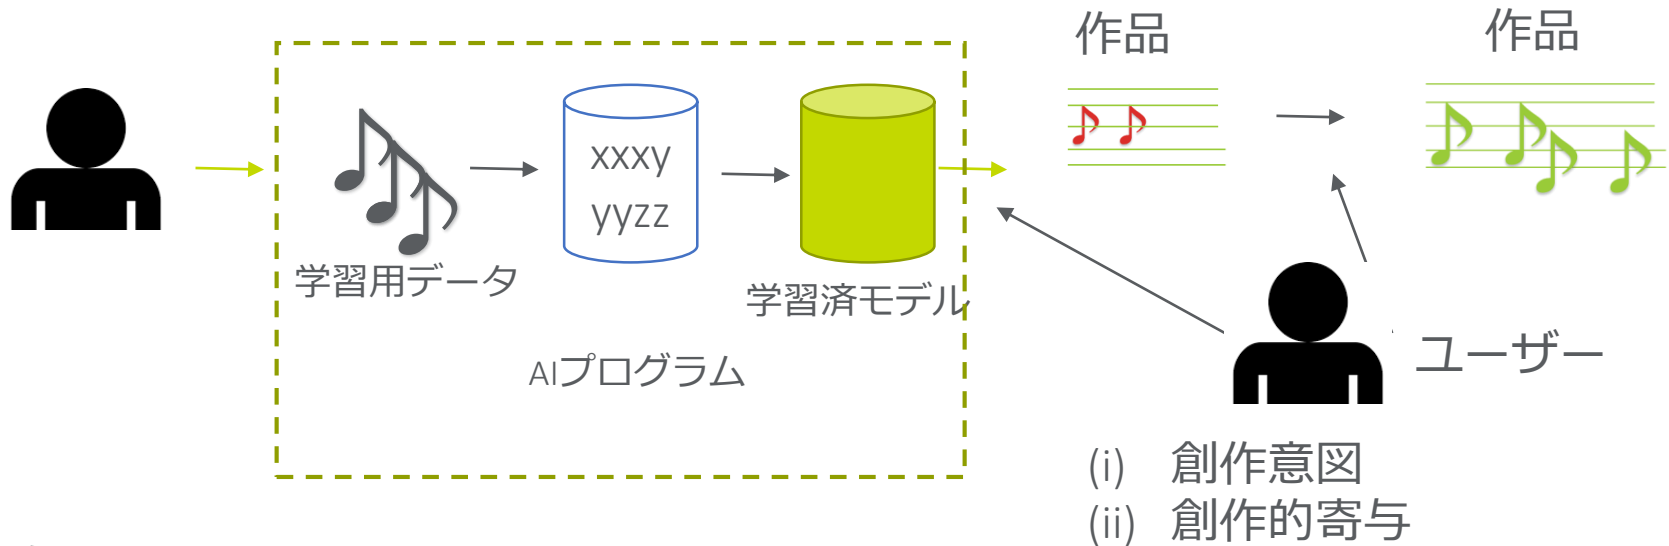 作品
作品
xxxy
yyzz
学習用データ
学習済モデル
AIプログラム
ユーザー
(i) 創作意図
(ii) 創作的寄与